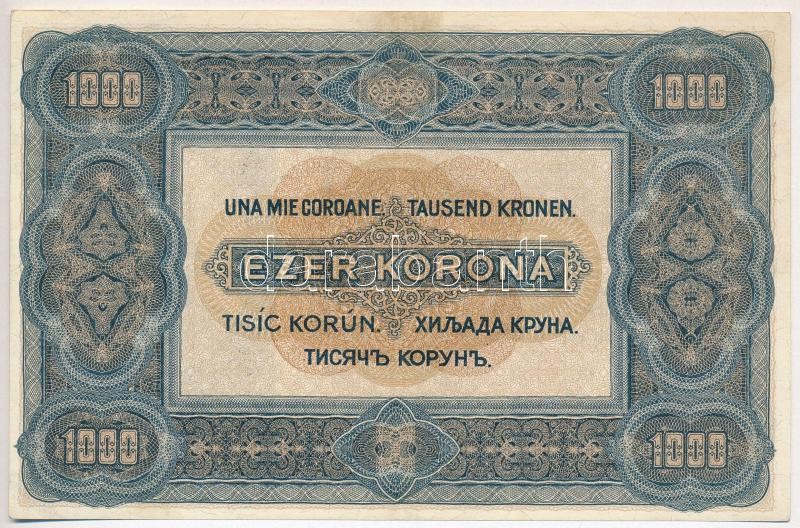 1000 1000
UNA MIE COROANE. TAUSEND KRONEN.
EZER KORONA
TISÍC KORÚN. ХИЉАДА КРУНА.
ТИСЯЧЪ КОРУНЪ.
1000 1000